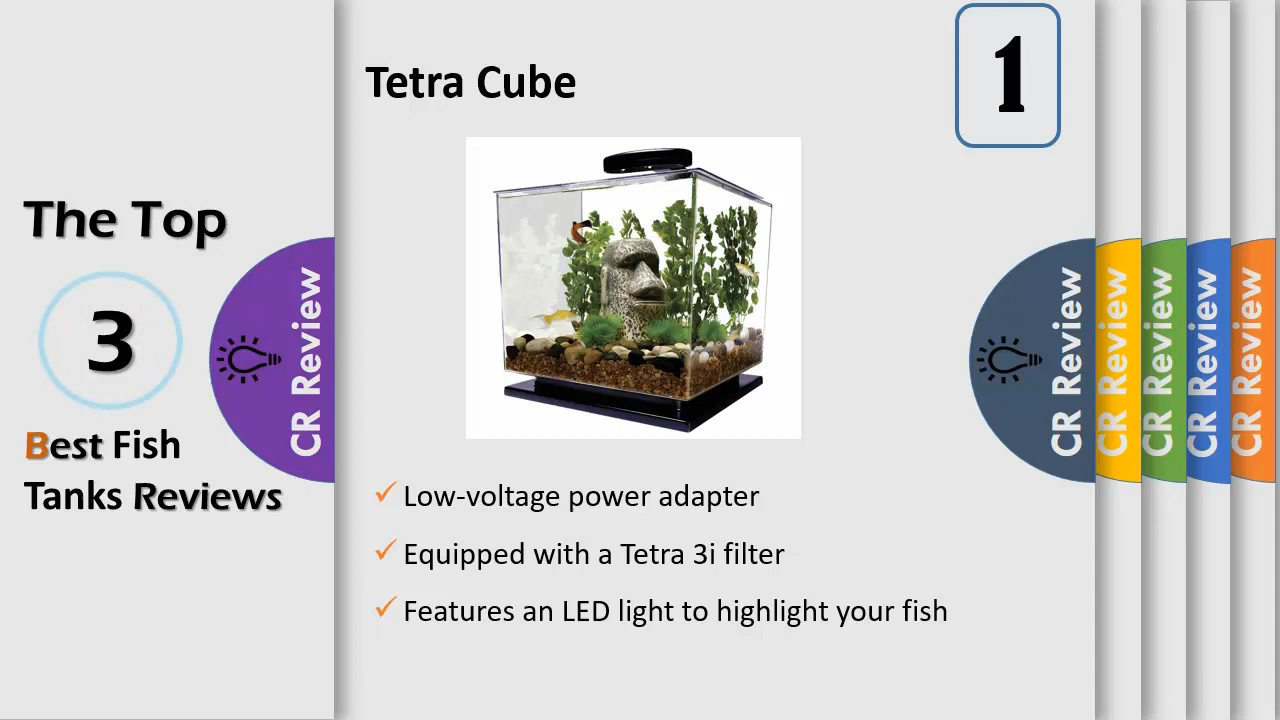 The Top
3
Best Fish
Tanks Reviews
CR Review
Tetra Cube
1
Low-voltage power adapter
Equipped with a Tetra 3i filter
Features an LED light to highlight your fish
CR Review
CR Review
CR Review
CR Review
CR Review